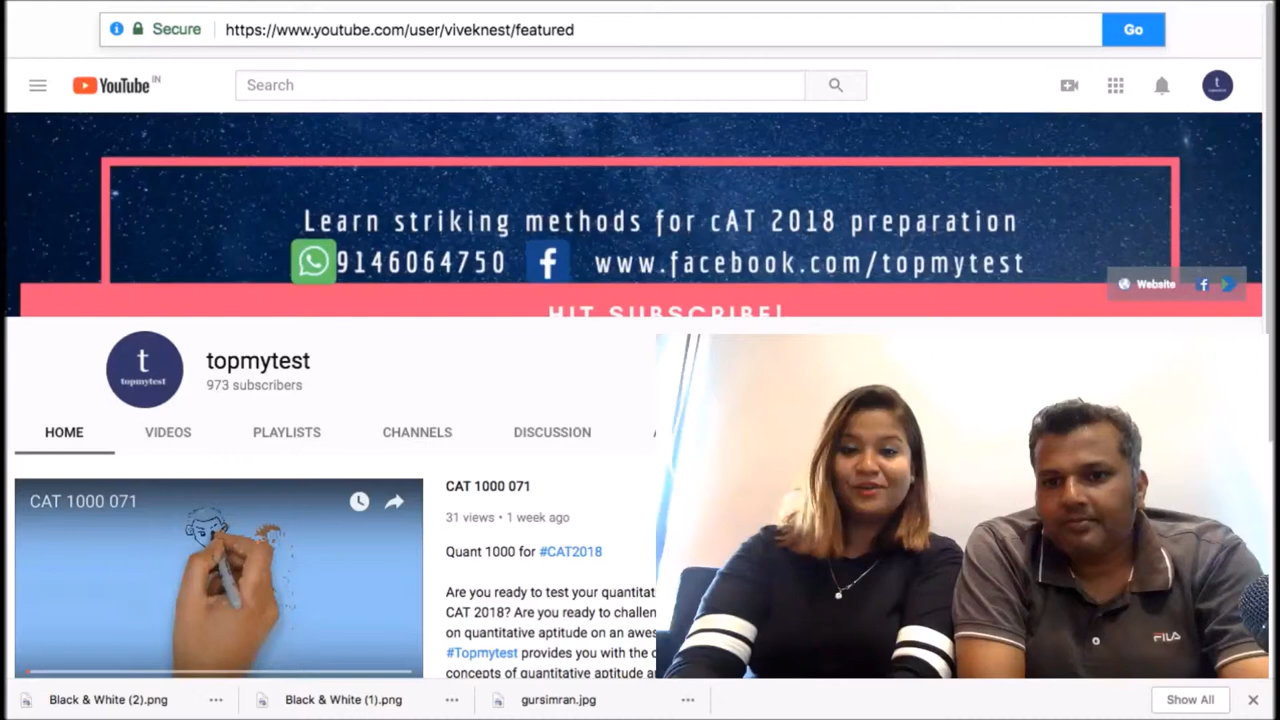 Secure
https://www.youtube.com/user/viveknest/featured
Go
YouTube IN
Search
t
Learn striking methods for cAT 2018 preparation
9146064750 f www.facebook.com/topmytest
Website
HIT SUBSCRIBE!
t
topmytest
topmytest
973 subscribers
HOME VIDEOS PLAYLISTS CHANNELS DISCUSSION
CAT 1000 071
CAT 1000 071
31 views • 1 week ago
Quant 1000 for #CAT2018
Are you ready to test your quantitat
CAT 2018? Are you ready to challen
on quantitative aptitude on an awes
#Topmytest provides you with the c
concepts of quantitative aptitude
FILA
Black & White (2).png
Black & White (1).png
gursimran.jpg
Show All